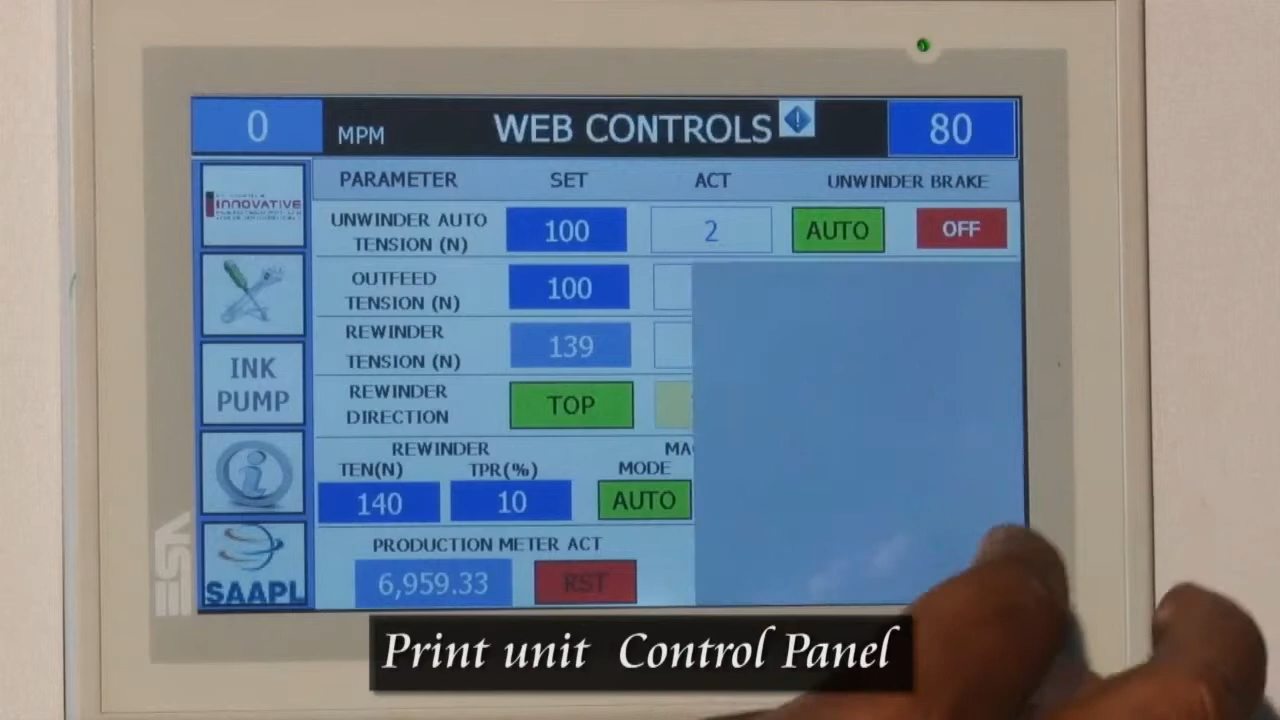 0 MPM WEB CONTROLS 80
PARAMETER SET ACT UNWINDER BRAKE
INNOVATIVE
UNWINDER AUTO
TENSION (N) 100 2 AUTO OFF
OUTFEED
TENSION (N) 100
REWINDER
TENSION (N) 139
INK
PUMP
REWINDER
DIRECTION TOP
REWINDER MA
TEN(N) TPR(%) MODE
140 10 AUTO
PRODUCTION METER ACT
6,959.33 RST
SAAPL
Print unit Control Panel